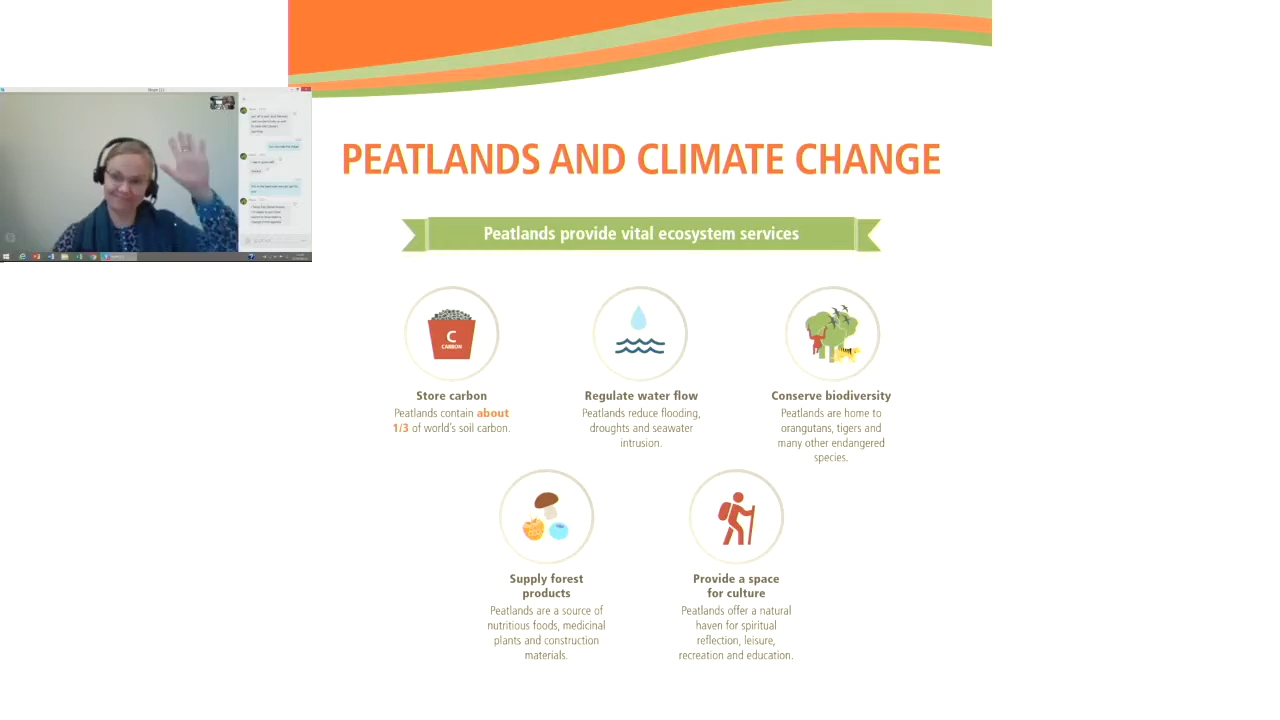 PEATLANDS AND CLIMATE CHANGE
Peatlands provide vital ecosystem services
C
CARBON
Store carbon
Peatlands contain about
1/3 of world's soil carbon.
Regulate water flow
Peatlands reduce flooding,
droughts and seawater
intrusion.
Conserve biodiversity
Peatlands are home to
orangutans, tigers and
many other endangered
species.
Supply forest
products
Peatlands are a source of
nutritious foods, medicinal
plants and construction
materials.
Provide a space
for culture
Peatlands offer a natural
haven for spiritual
reflection, leisure,
recreation and education.